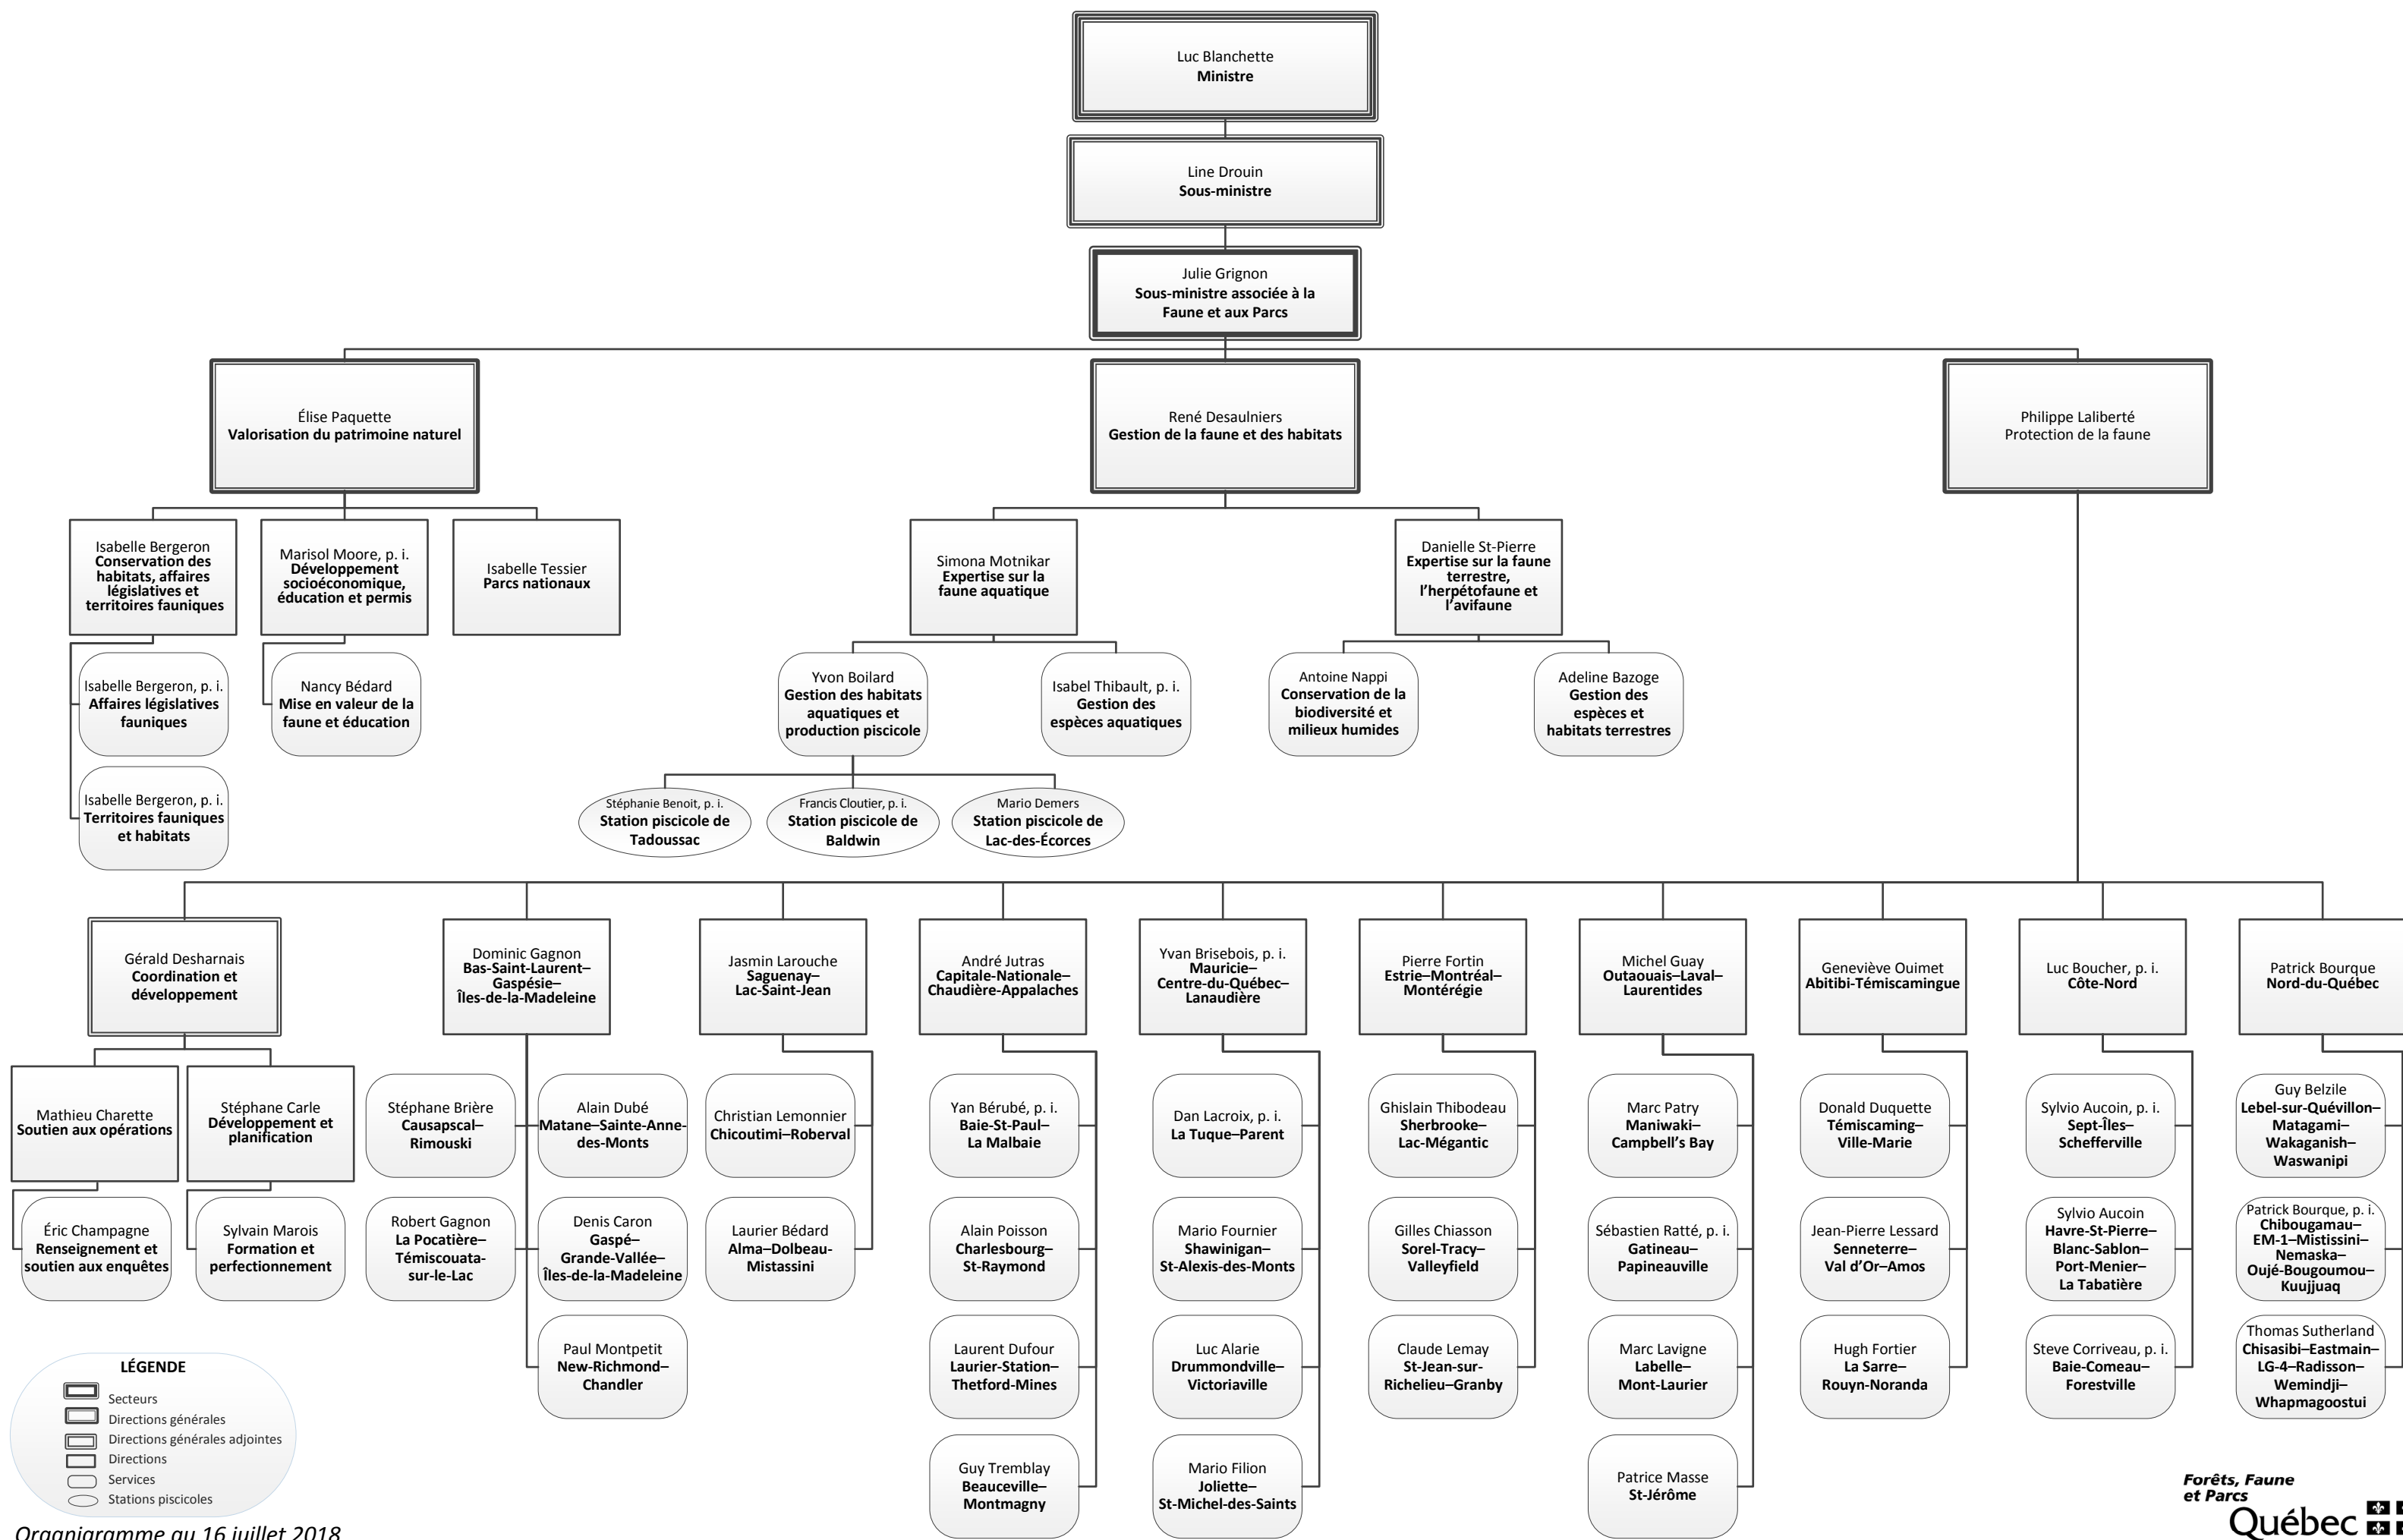 Luc Blanchette
Ministre
Line Drouin
Sous-ministre
Julie Grignon
Sous-ministre associée à la
Faune et aux Parcs
Élise Paquette
Valorisation du patrimoine naturel
René Desaulniers
Gestion de la faune et des habitats
Philippe Laliberté
Protection de la faune
Isabelle Bergeron
Conservation des
habitats, affaires
législatives et
territoires fauniques
Marisol Moore, p. i.
Développement
socioéconomique,
éducation et permis
Isabelle Tessier
Parcs nationaux
Simona Motnikar
Expertise sur la
faune aquatique
Danielle St-Pierre
Expertise sur la faune
terrestre,
l’herpétofaune et
l’avifaune
Isabelle Bergeron, p. i.
Affaires législatives
fauniques
Nancy Bédard
Mise en valeur de la
faune et éducation
Yvon Boilard
Gestion des habitats
aquatiques et
production piscicole
Isabel Thibault, p. i.
Gestion des
espèces aquatiques
Antoine Nappi
Conservation de la
biodiversité et
milieux humides
Adeline Bazoge
Gestion des
espèces et
habitats terrestres
Isabelle Bergeron, p. i.
Territoires fauniques
et habitats
Stéphanie Benoit, p. i.
Station piscicole de
Tadoussac
Francis Cloutier, p. i.
Station piscicole de
Baldwin
Mario Demers
Station piscicole de
Lac-des-Écorces
Gérald Desharnais
Coordination et
développement
Dominic Gagnon
Bas-Saint-Laurent–
Gaspésie–
Îles-de-la-Madeleine
Jasmin Larouche
Saguenay–
Lac-Saint-Jean
André Jutras
Capitale-Nationale–
Chaudière-Appalaches
Yvan Brisebois, p. i.
Mauricie–
Centre-du-Québec–
Lanaudière
Pierre Fortin
Estrie–Montréal–
Montérégie
Michel Guay
Outaouais–Laval–
Laurentides
Geneviève Ouimet
Abitibi-Témiscamingue
Luc Boucher, p. i.
Côte-Nord
Patrick Bourque
Nord-du-Québec
Mathieu Charette
Soutien aux opérations
Stéphane Carle
Développement et
planification
Stéphane Brière
Causapscal–
Rimouski
Alain Dubé
Matane–Sainte-Anne-
des-Monts
Christian Lemonnier
Chicoutimi–Roberval
Yan Bérubé, p. i.
Baie-St-Paul–
La Malbaie
Dan Lacroix, p. i.
La Tuque–Parent
Ghislain Thibodeau
Sherbrooke–
Lac-Mégantic
Marc Patry
Maniwaki–
Campbell’s Bay
Donald Duquette
Témiscaming–
Ville-Marie
Sylvio Aucoin, p. i.
Sept-Îles–
Schefferville
Guy Belzile
Lebel-sur-Quévillon–
Matagami–
Wakaganish–
Waswanipi
Éric Champagne
Renseignement et
soutien aux enquêtes
Sylvain Marois
Formation et
perfectionnement
Robert Gagnon
La Pocatière–
Témiscouata-
sur-le-Lac
Denis Caron
Gaspé–
Grande-Vallée–
Îles-de-la-Madeleine
Laurier Bédard
Alma–Dolbeau-
Mistassini
Alain Poisson
Charlesbourg–
St-Raymond
Mario Fournier
Shawinigan–
St-Alexis-des-Monts
Gilles Chiasson
Sorel-Tracy–
Valleyfield
Sébastien Ratté, p. i.
Gatineau–
Papineauville
Jean-Pierre Lessard
Senneterre–
Val d’Or–Amos
Sylvio Aucoin
Havre-St-Pierre–
Blanc-Sablon–
Port-Menier–
La Tabatière
Patrick Bourque, p. i.
Chibougamau–
EM-1–Mistissini–
Nemaska–
Oujé-Bougoumou–
Kuujjuaq
Paul Montpetit
New-Richmond–
Chandler
Laurent Dufour
Laurier-Station–
Thetford-Mines
Luc Alarie
Drummondville–
Victoriaville
Claude Lemay
St-Jean-sur-
Richelieu–Granby
Marc Lavigne
Labelle–
Mont-Laurier
Hugh Fortier
La Sarre–
Rouyn-Noranda
Steve Corriveau, p. i.
Baie-Comeau–
Forestville
Thomas Sutherland
Chisasibi–Eastmain–
LG-4–Radisson–
Wemindji–
Whapmagoostui
Guy Tremblay
Beauceville–
Montmagny
Mario Filion
Joliette–
St-Michel-des-Saints
Patrice Masse
St-Jérôme
LÉGENDE
Secteurs
Directions générales
Directions générales adjointes
Directions
Services
Stations piscicoles
Organigramme au 16 juillet 2018
Forêts, Faune
et Parcs
Québec